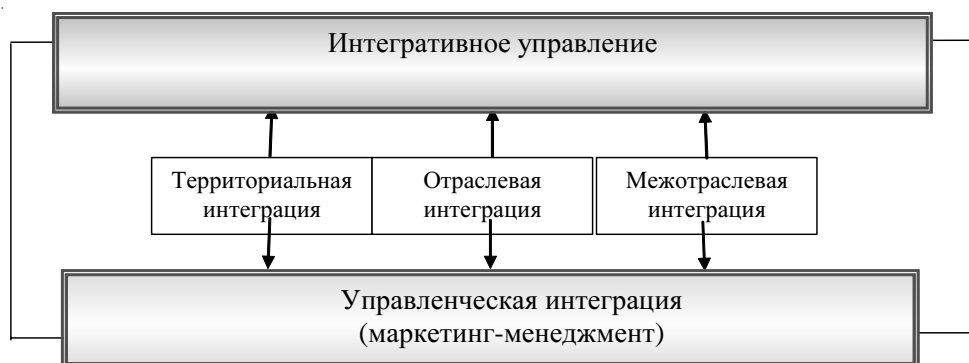 Интегративное управление
Территориальная
интеграция
Отраслевая
интеграция
Межотраслевая
интеграция
Управленческая интеграция
(маркетинг-менеджмент)